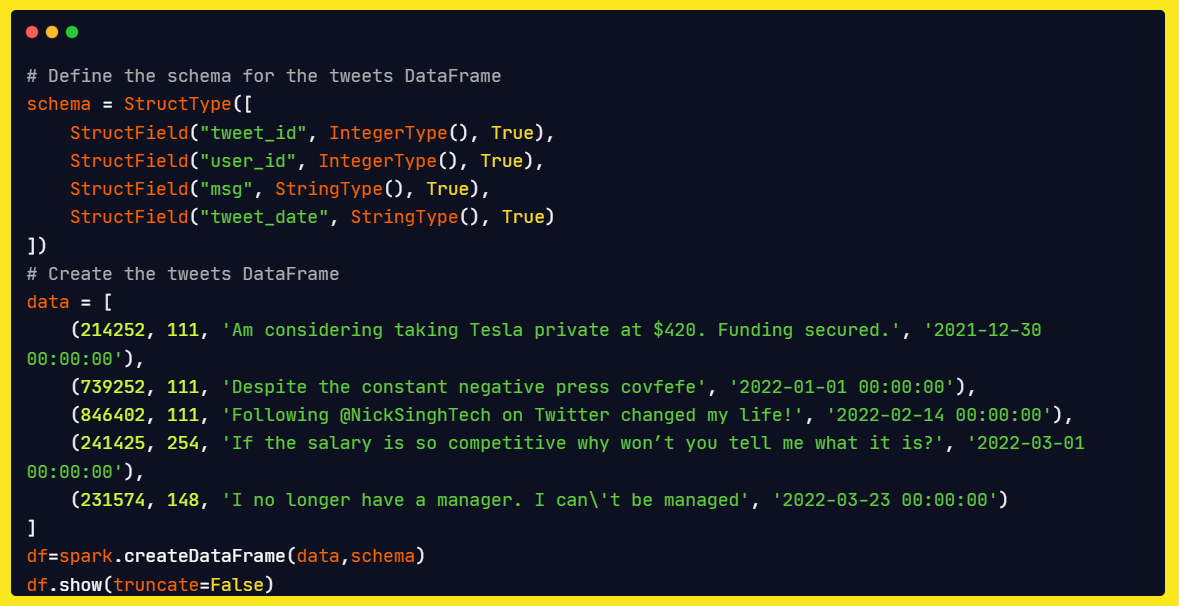 # Define the schema for the tweets DataFrame
schema = StructType([
    StructField("tweet_id", IntegerType(), True),
    StructField("user_id", IntegerType(), True),
    StructField("msg", StringType(), True),
    StructField("tweet_date", StringType(), True)
])
# Create the tweets DataFrame
data = [
    (214252, 111, 'Am considering taking Tesla private at $420. Funding secured.', '2021-12-30
00:00:00'),
    (739252, 111, 'Despite the constant negative press covfefe', '2022-01-01 00:00:00'),
    (846402, 111, 'Following @NickSinghTech on Twitter changed my life!', '2022-02-14 00:00:00'),
    (241425, 254, 'If the salary is so competitive why won’t you tell me what it is?', '2022-03-01
00:00:00'),
    (231574, 148, 'I no longer have a manager. I can\'t be managed', '2022-03-23 00:00:00')
]
df=spark.createDataFrame(data,schema)
df.show(truncate=False)